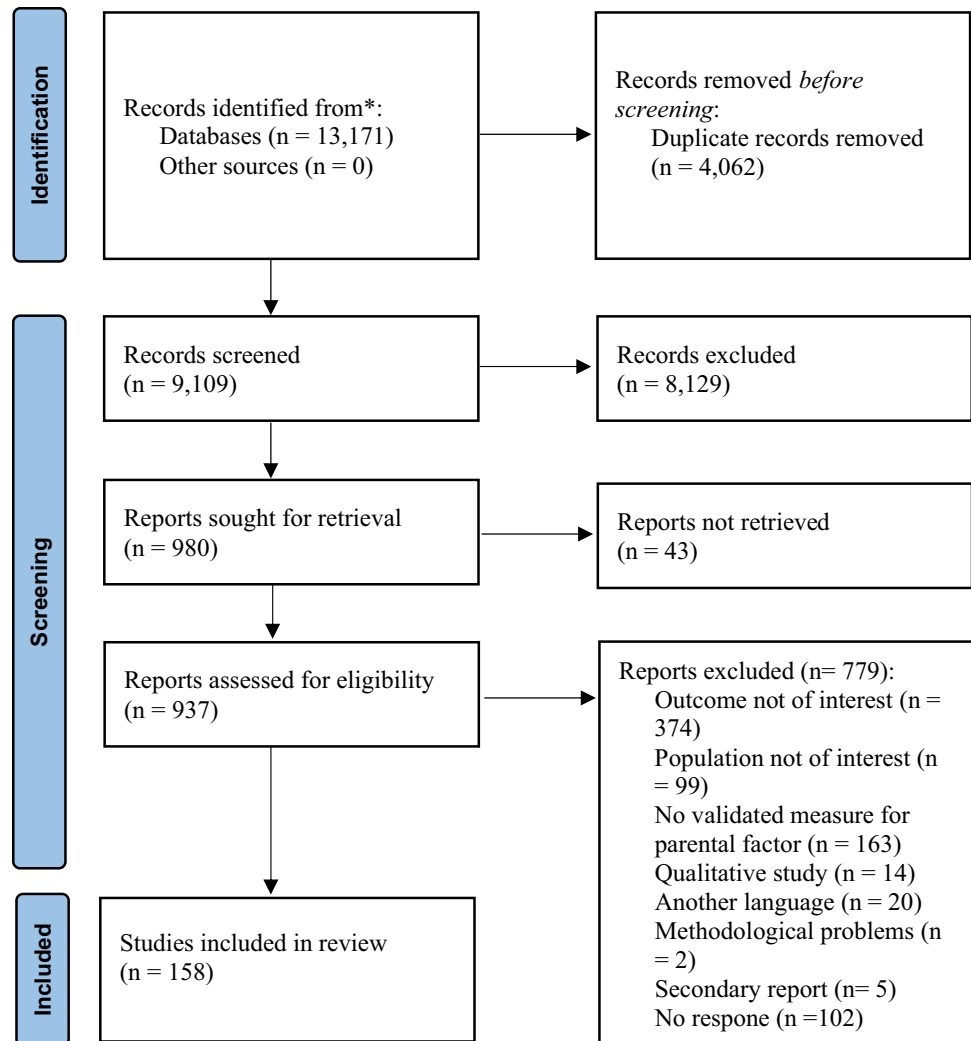 Identification
Records identified from*:
Databases (n = 13,171)
Other sources (n = 0)
Records removed before
screening:
Duplicate records removed
(n = 4,062)
Screening
Records screened
(n = 9,109)
Records excluded
(n = 8,129)
Reports sought for retrieval
(n = 980)
Reports not retrieved
(n = 43)
Reports assessed for eligibility
(n = 937)
Reports excluded (n= 779):
Outcome not of interest (n =
374)
Population not of interest (n
= 99)
No validated measure for
parental factor (n = 163)
Qualitative study (n = 14)
Another language (n = 20)
Methodological problems (n
= 2)
Secondary report (n= 5)
No respone (n =102)
Included
Studies included in review
(n = 158)